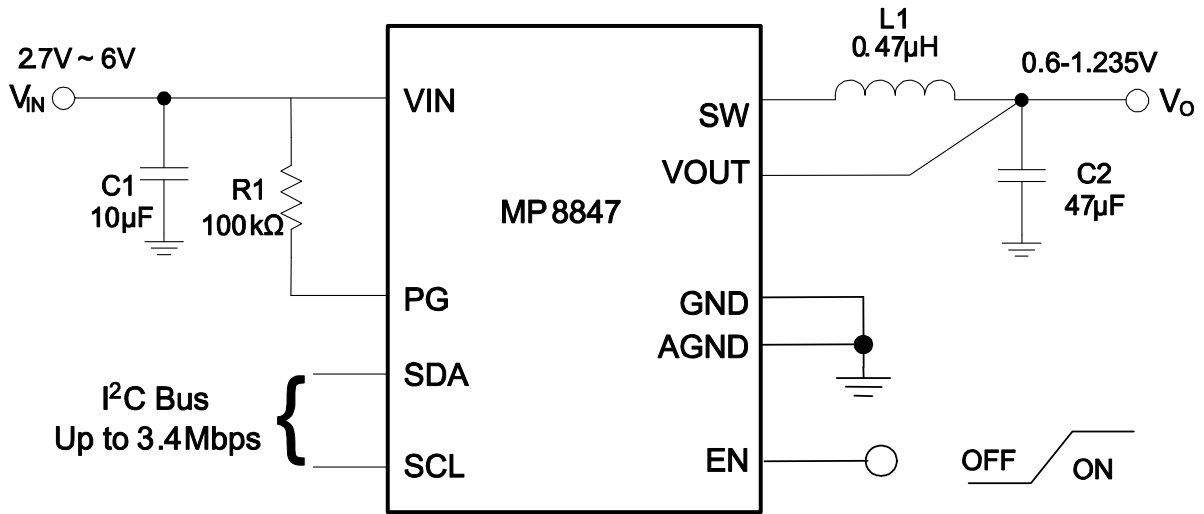 2.7V ~ 6V
VIN
C1
10µF
R1
100kΩ
VIN
PG
SDA
SCL
I²C Bus
Up to 3.4Mbps
MP8847
SW
VOUT
GND
AGND
EN
L1
0.47µH
0.6-1.235V
VO
C2
47µF
OFF
ON